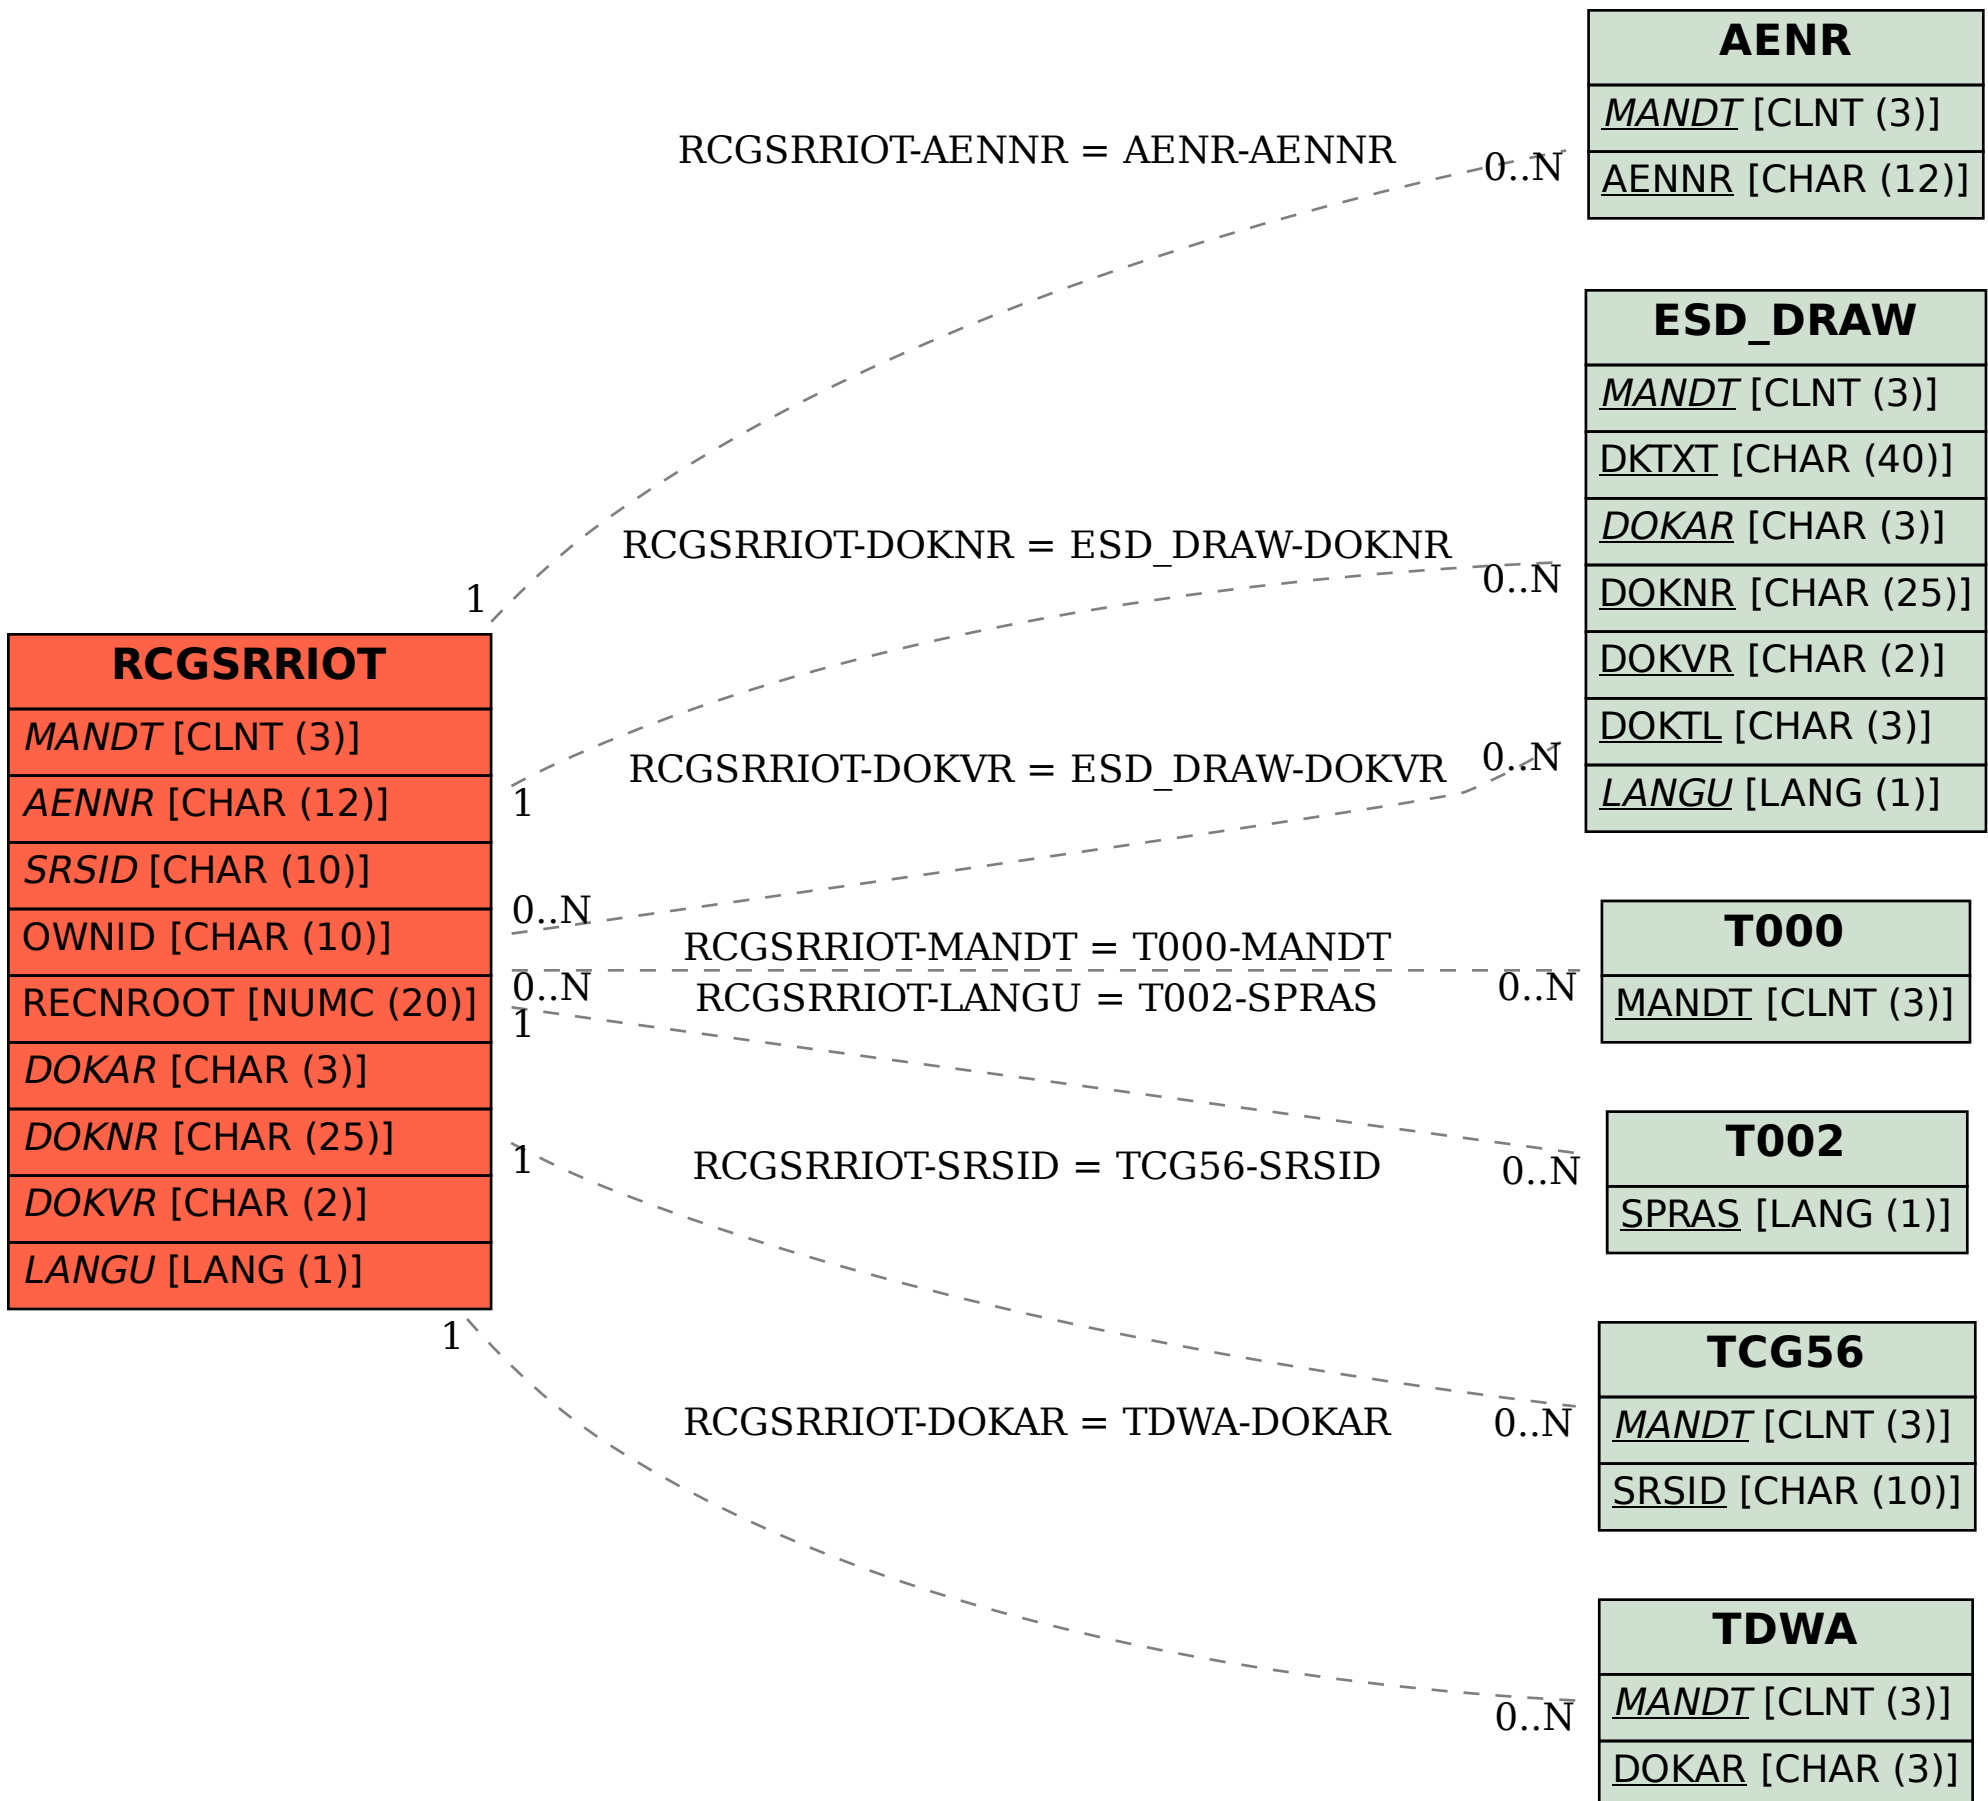 RCGSRRIOT
MANDT [CLNT (3)]
AENNR [CHAR (12)]
SRSID [CHAR (10)]
OWNID [CHAR (10)]
RECNROOT [NUMC (20)]
DOKAR [CHAR (3)]
DOKNR [CHAR (25)]
DOKVR [CHAR (2)]
LANGU [LANG (1)]
RCGSRRIOT-AENNR = AENR-AENNR
1
0..N
RCGSRRIOT-DOKNR = ESD_DRAW-DOKNR
1
0..N
RCGSRRIOT-DOKVR = ESD_DRAW-DOKVR
0..N
0..N
RCGSRRIOT-MANDT = T000-MANDT
0..N
0..N
RCGSRRIOT-LANGU = T002-SPRAS
1
0..N
RCGSRRIOT-SRSID = TCG56-SRSID
1
0..N
RCGSRRIOT-DOKAR = TDWA-DOKAR
1
0..N
AENR
MANDT [CLNT (3)]
AENNR [CHAR (12)]
ESD_DRAW
MANDT [CLNT (3)]
DKTXT [CHAR (40)]
DOKAR [CHAR (3)]
DOKNR [CHAR (25)]
DOKVR [CHAR (2)]
DOKTL [CHAR (3)]
LANGU [LANG (1)]
T000
MANDT [CLNT (3)]
T002
SPRAS [LANG (1)]
TCG56
MANDT [CLNT (3)]
SRSID [CHAR (10)]
TDWA
MANDT [CLNT (3)]
DOKAR [CHAR (3)]